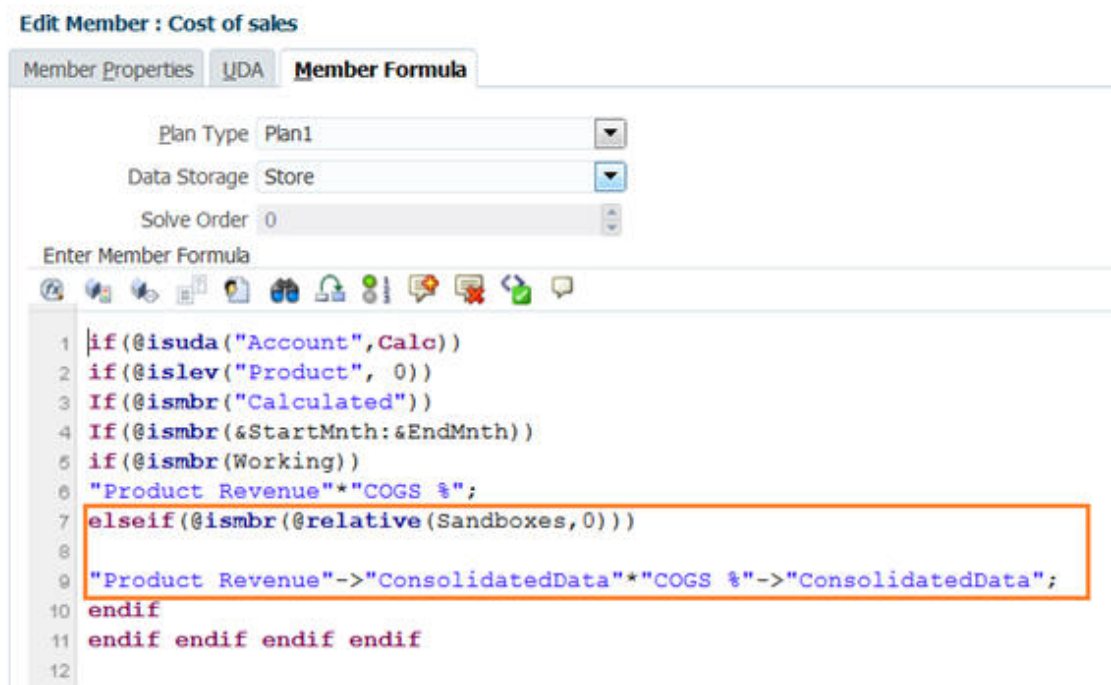 Edit Member : Cost of sales
Member Properties UDA Member Formula
Plan Type Plan1
Data Storage Store
Solve Order 0
Enter Member Formula
1 if(@isuda("Account",Calc))
2 if(@islev("Product", 0))
3 If(@ismbr("Calculated"))
4 If(@ismbr(&StartMnth:&EndMnth))
5 if(@ismbr(Working))
6 "Product Revenue"*"COGS %";
7 elseif(@ismbr(@relative(Sandboxes,0)))
8
9 "Product Revenue"->"ConsolidatedData"*"COGS %"->"ConsolidatedData";
10 endif
11 endif endif endif endif
12